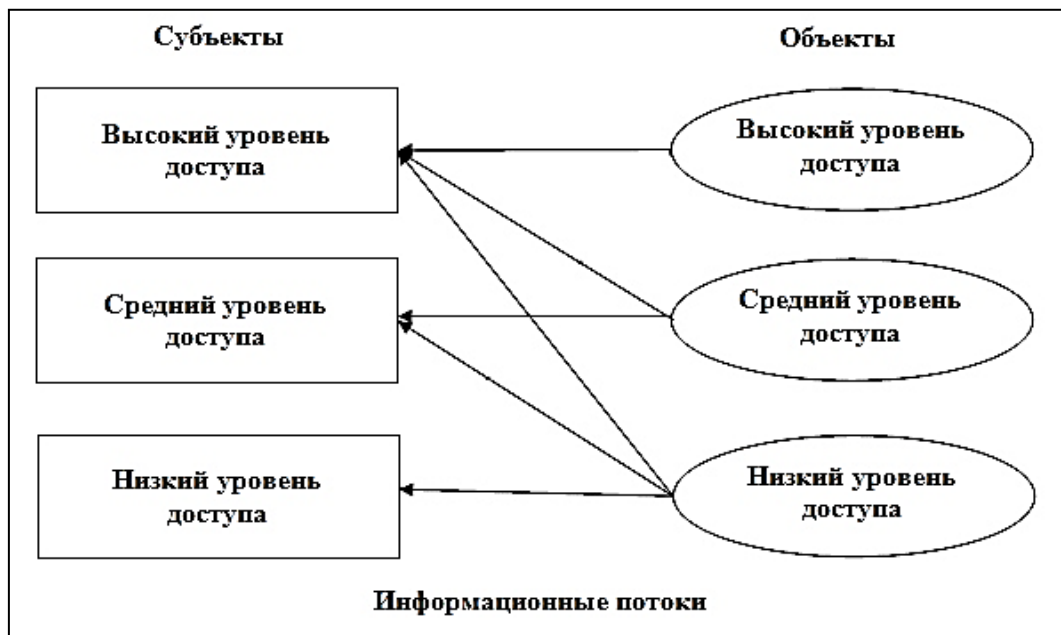 Субъекты
Объекты
Высокий уровень
доступа
Высокий уровень
доступа
Средний уровень
доступа
Средний уровень
доступа
Низкий уровень
доступа
Низкий уровень
доступа
Информационные потоки